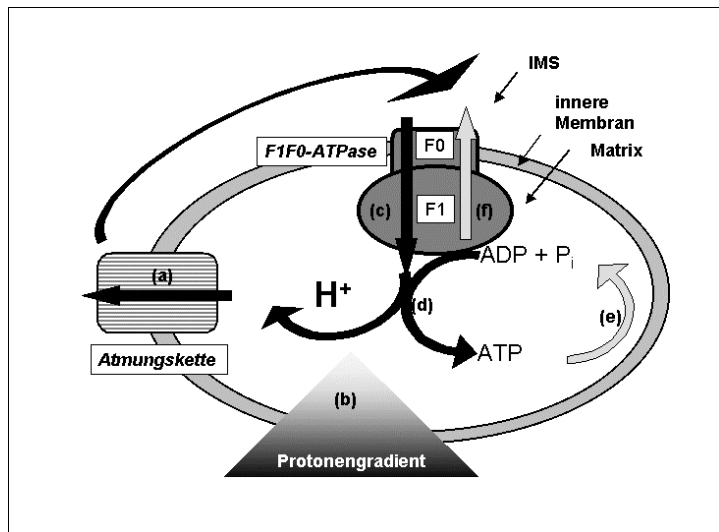 IMS
innere
Membran
Matrix
F1F0-ATPase
F0
(c)
F1
(f)
ADP + Pi
(a)
H+
(d)
(e)
Atmungskette
ATP
(b)
Protonengradient